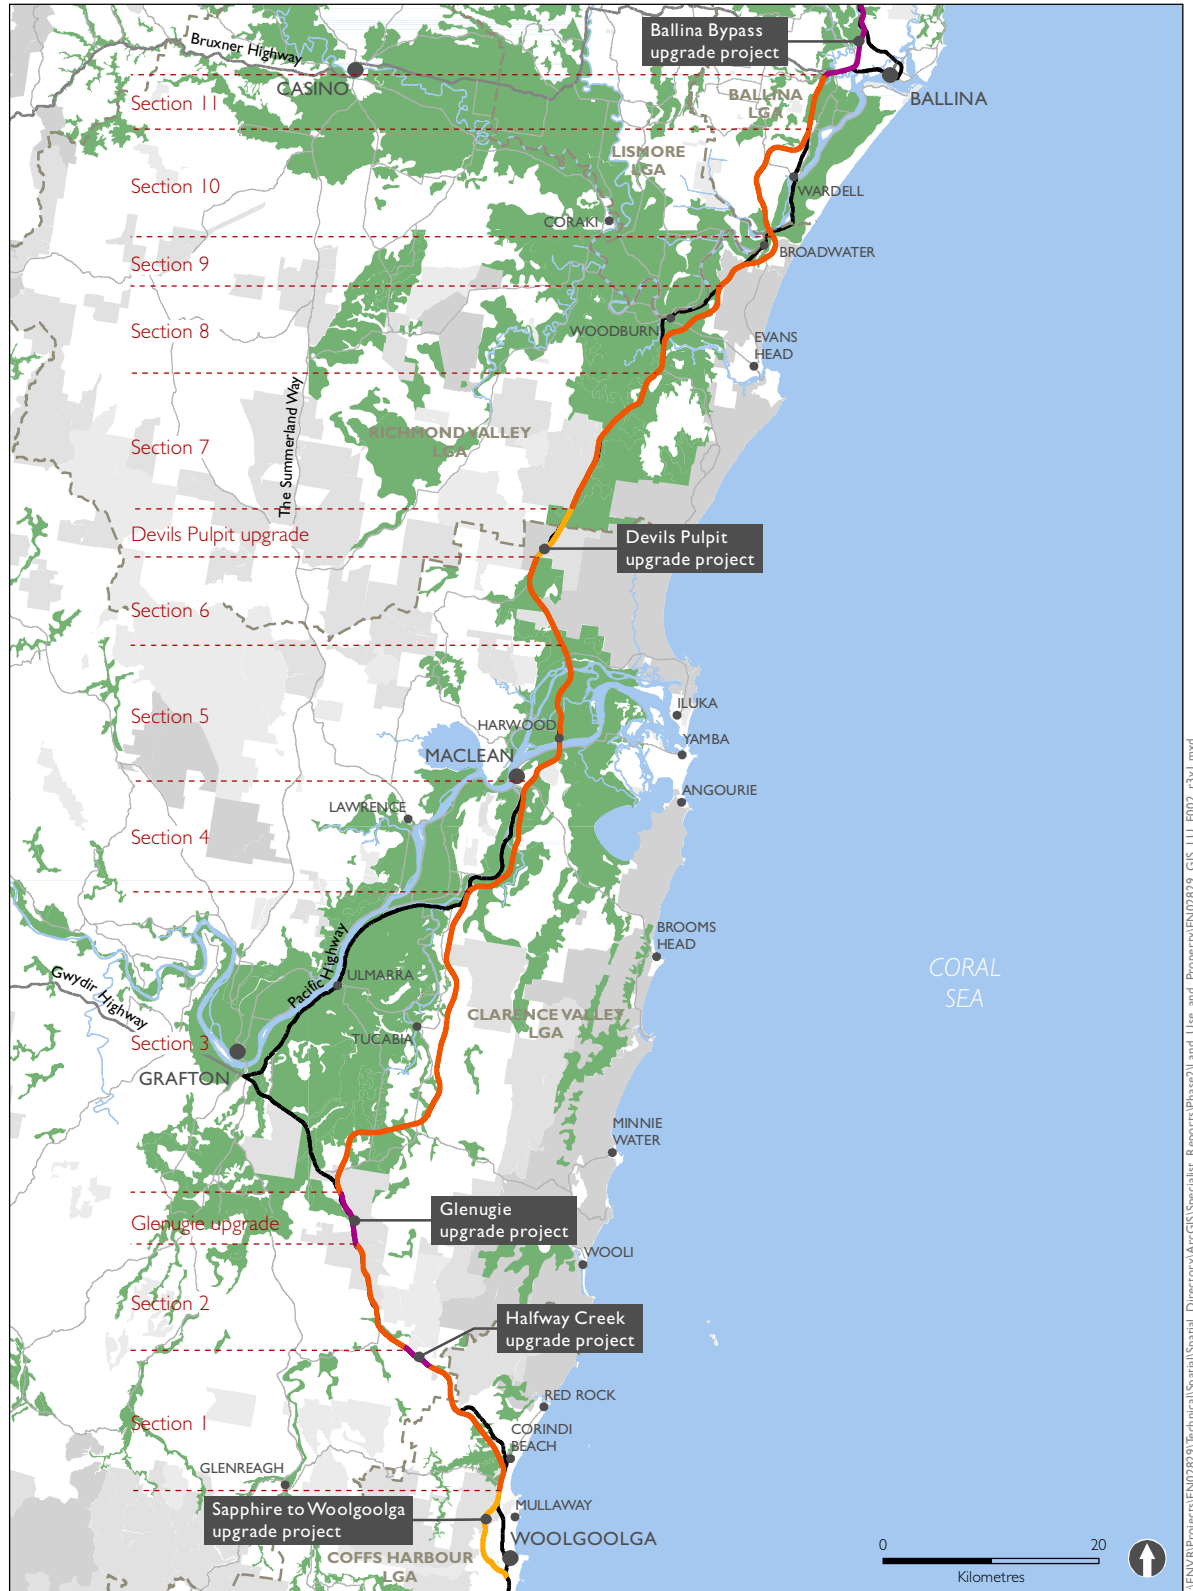 Ballina Bypass
upgrade project
Bruxner Highway
CASINO
BALLINA
BALLINA
LGA
Section 11
LISMORE
LGA
Section 10
WARDELL
CORAKI
BROADWATER
Section 9
Section 8
WOODBURN
EVANS
HEAD
The Summerland Way
RICHMOND VALLEY
LGA
Section 7
Devils Pulpit upgrade
Devils Pulpit
upgrade project
Section 6
Section 5
ILUKA
HARWOOD
YAMBA
MACLEAN
ANGOURIE
LAWRENCE
Section 4
BROOMS
HEAD
CORAL
SEA
Pacific Highway
ULMARRA
Gwydir Highway
CLARENCE VALLEY
LGA
TUCABIA
Section 3
GRAFTON
MINNIE
WATER
Glenugie
upgrade project
Glenugie upgrade
WOOLI
Section 2
Halfway Creek
upgrade project
RED ROCK
Section 1
CORINDI
BEACH
GLENREAGH
Sapphire to Woolgoolga
upgrade project
MULLAWAY
WOOLGOOLGA
COFFS HARBOUR
LGA
0 20
Kilometres